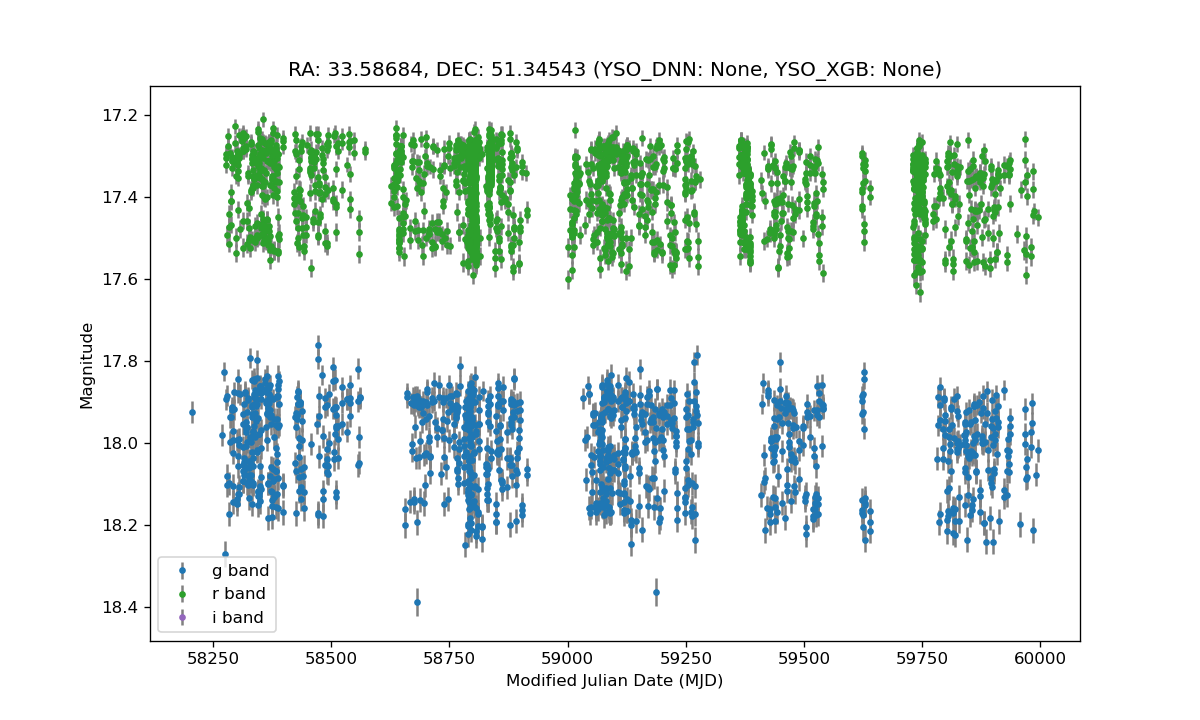 RA: 33.58684, DEC: 51.34543 (YSO_DNN: None, YSO_XGB: None)
17.2
17.4
17.6
17.8
18.0
18.2
18.4
Magnitude
g band
r band
i band
58250 58500 58750 59000 59250 59500 59750 60000
Modified Julian Date (MJD)